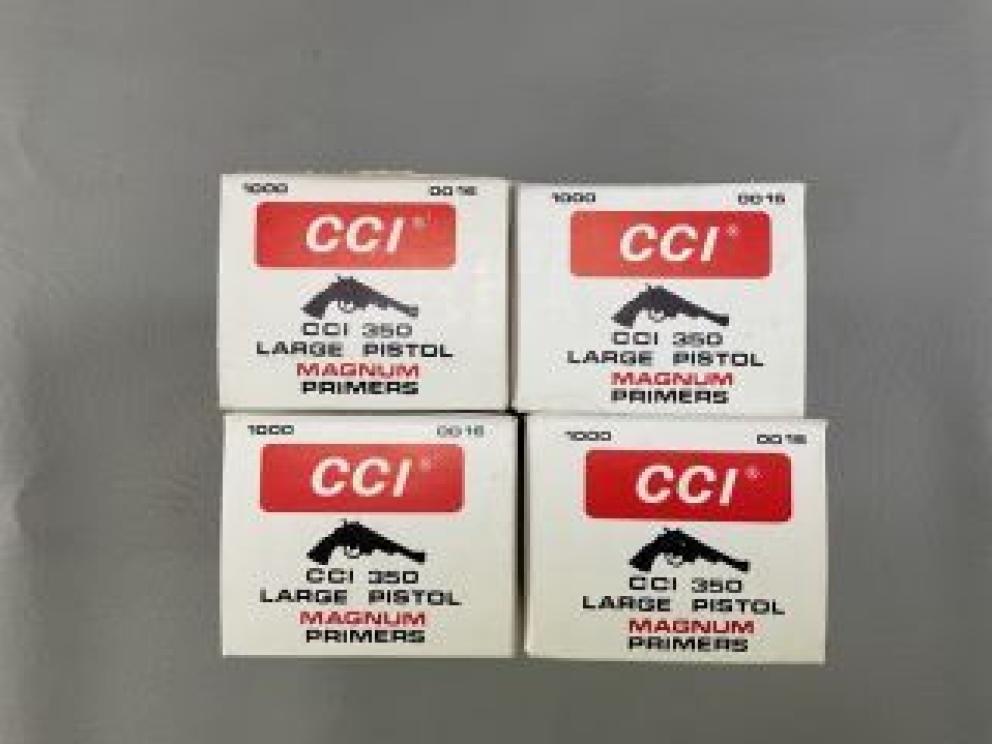 1000 0016
CCI®
CCI 350
LARGE PISTOL
MAGNUM
PRIMERS
1000 0016
CCI®
CCI 350
LARGE PISTOL
MAGNUM
PRIMERS
1000 0016
CCI®
CCI 350
LARGE PISTOL
MAGNUM
PRIMERS
1000 0016
CCI®
CCI 350
LARGE PISTOL
MAGNUM
PRIMERS